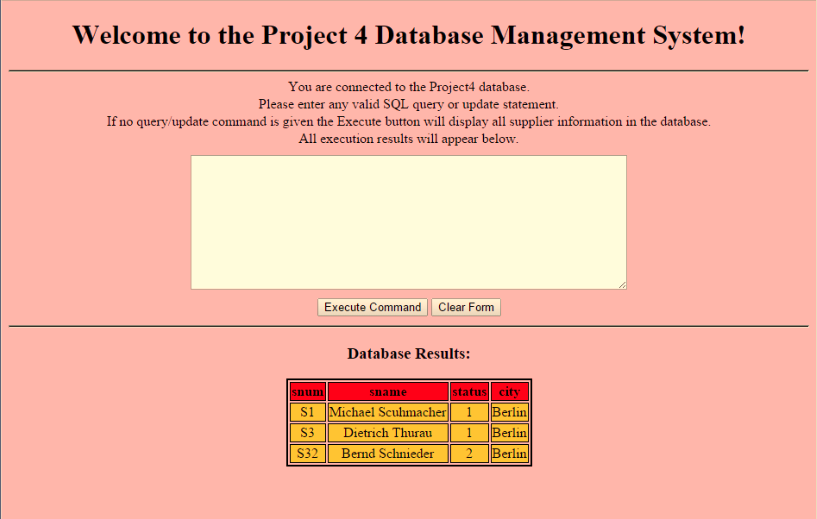 Welcome to the Project 4 Database Management System!
You are connected to the Project4 database.
Please enter any valid SQL query or update statement.
If no query/update command is given the Execute button will display all supplier information in the database.
All execution results will appear below.
Execute Command Clear Form
Database Results:
snum sname status city
S1 Michael Scuhmacher 1 Berlin
S3 Dietrich Thurau 1 Berlin
S32 Bernd Schnieder 2 Berlin